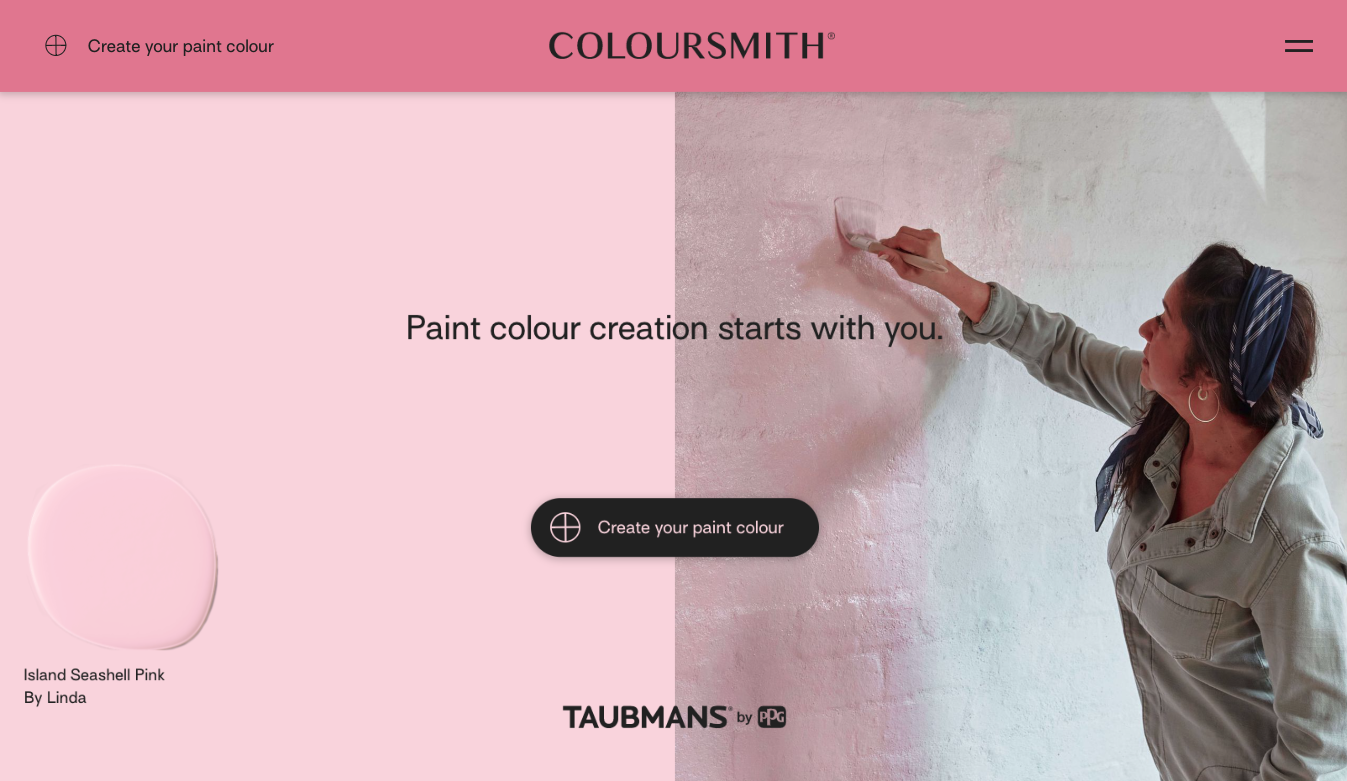 Create your paint colour
COLOURSMITH®
Paint colour creation starts with you.
Create your paint colour
Island Seashell Pink
By Linda
TAUBMANS® by PPG